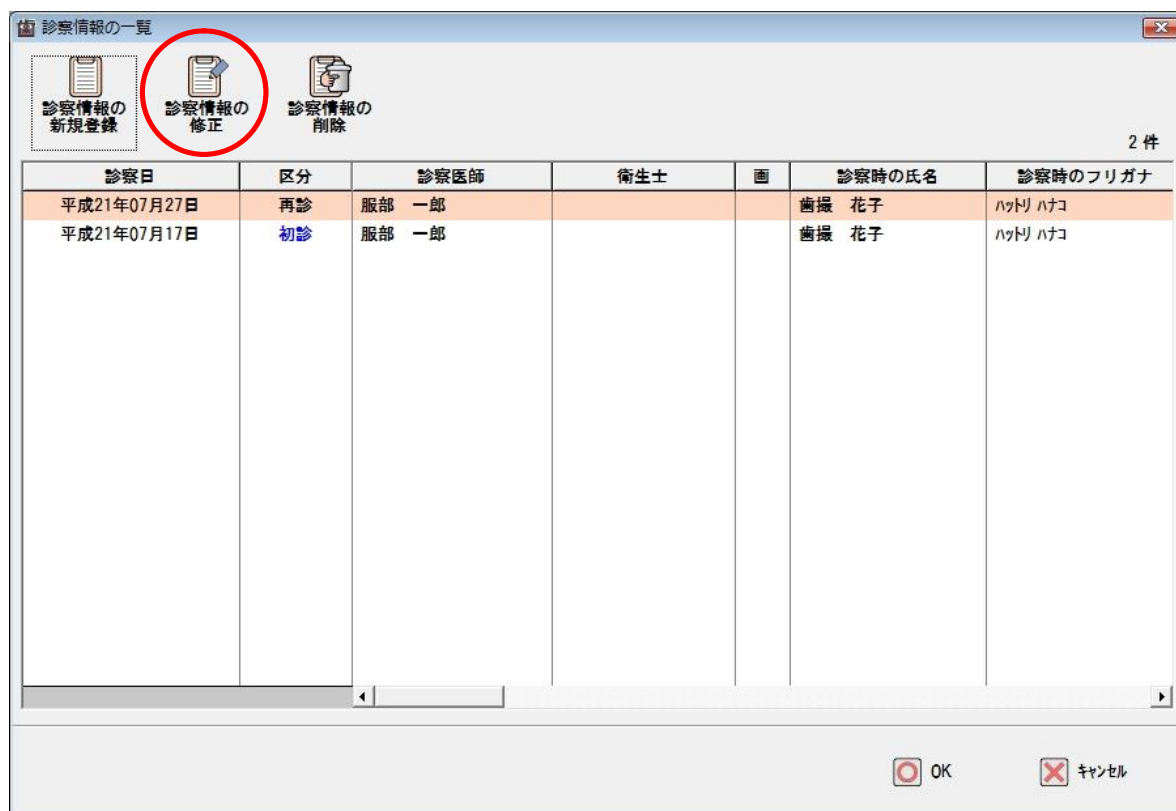 診察情報の一覧
診察情報の
新規登録
診察情報の
修正
診察情報の
削除
2 件
診察日 区分 診察医師 衛生士 画 診察時の氏名 診察時のフリガナ
平成21年07月27日 再診 服部 一郎 歯撮 花子 ﾊｯﾄﾘ ﾊﾅｺ
平成21年07月17日 初診 服部 一郎 歯撮 花子 ﾊｯﾄﾘ ﾊﾅｺ
OK ｷｬﾝｾﾙ